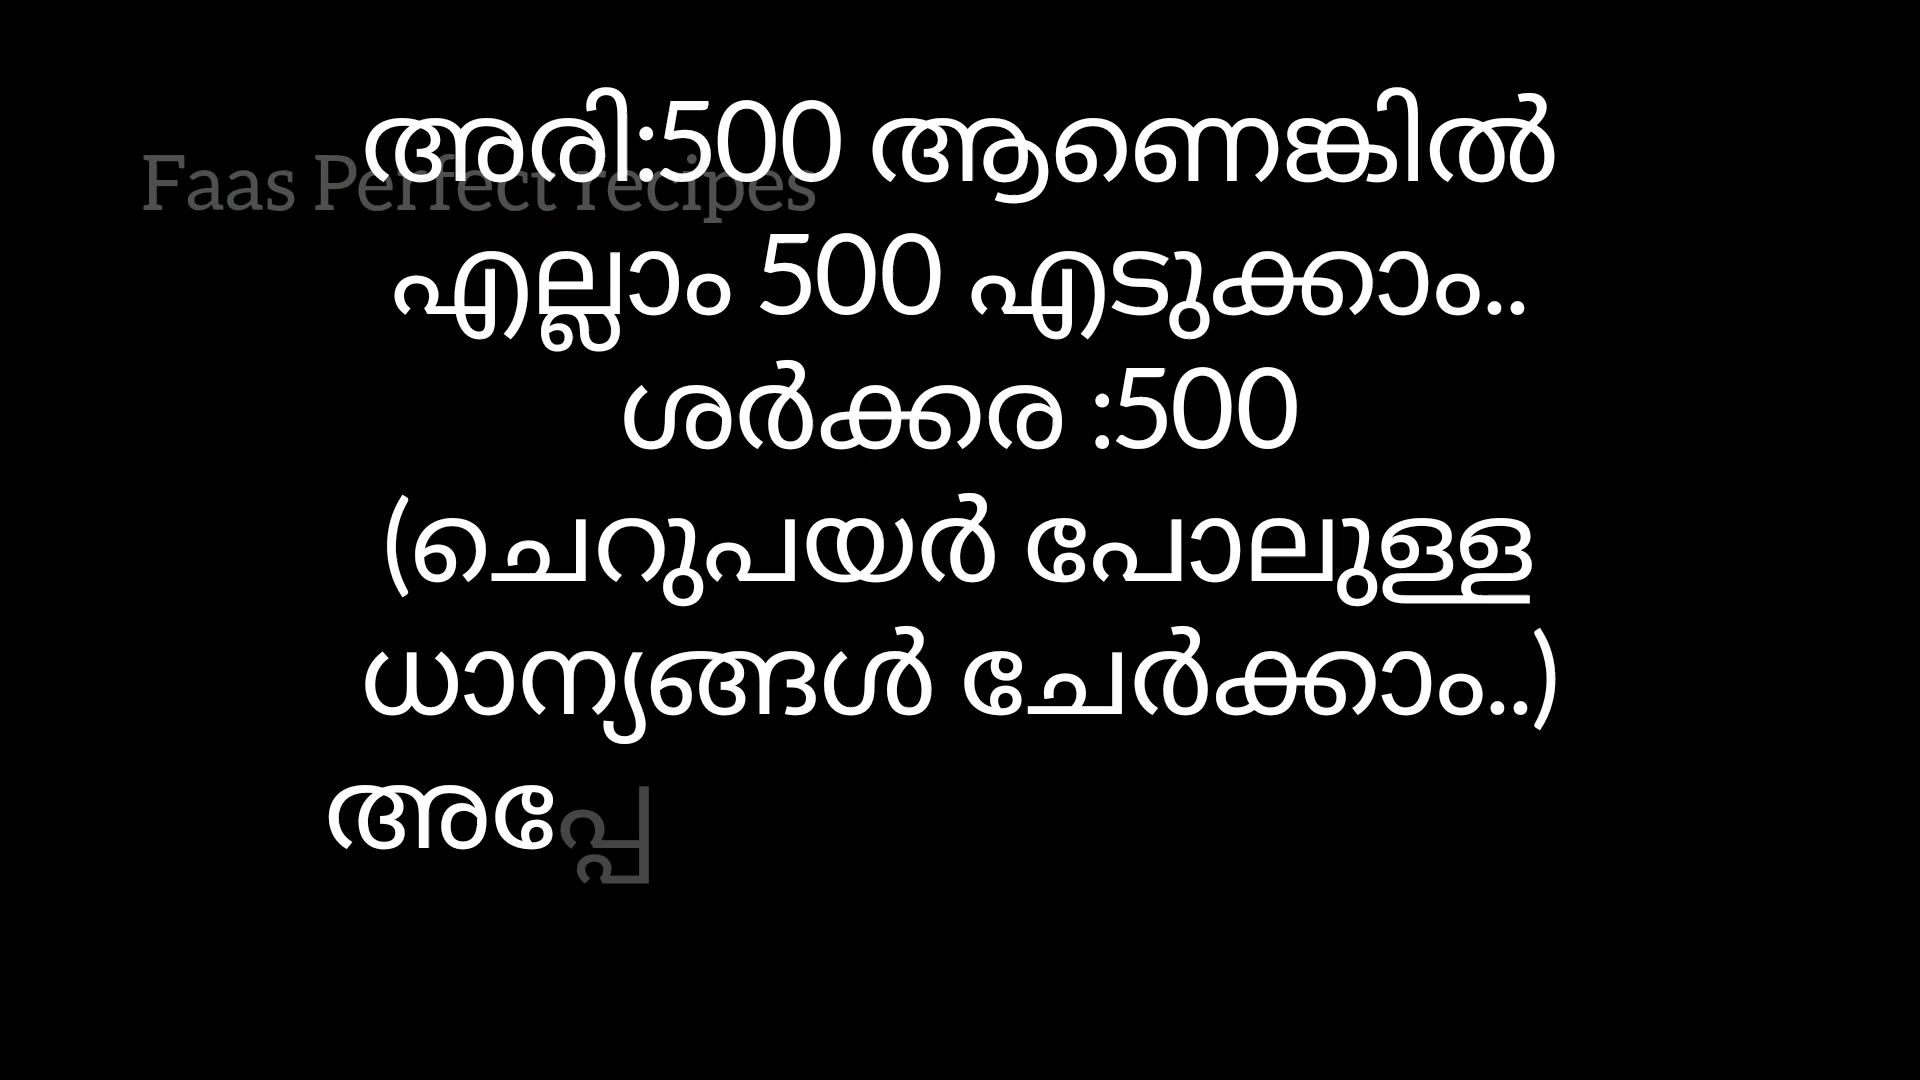 Faas Perfect recipes
അരി:500 ആണെങ്കിൽ
എല്ലാം 500 എടുക്കാം..
ശർക്കര :500
(ചെറുപയർ പോലുള്ള
ധാന്യങ്ങൾ ചേർക്കാം..)
അപ്പേ